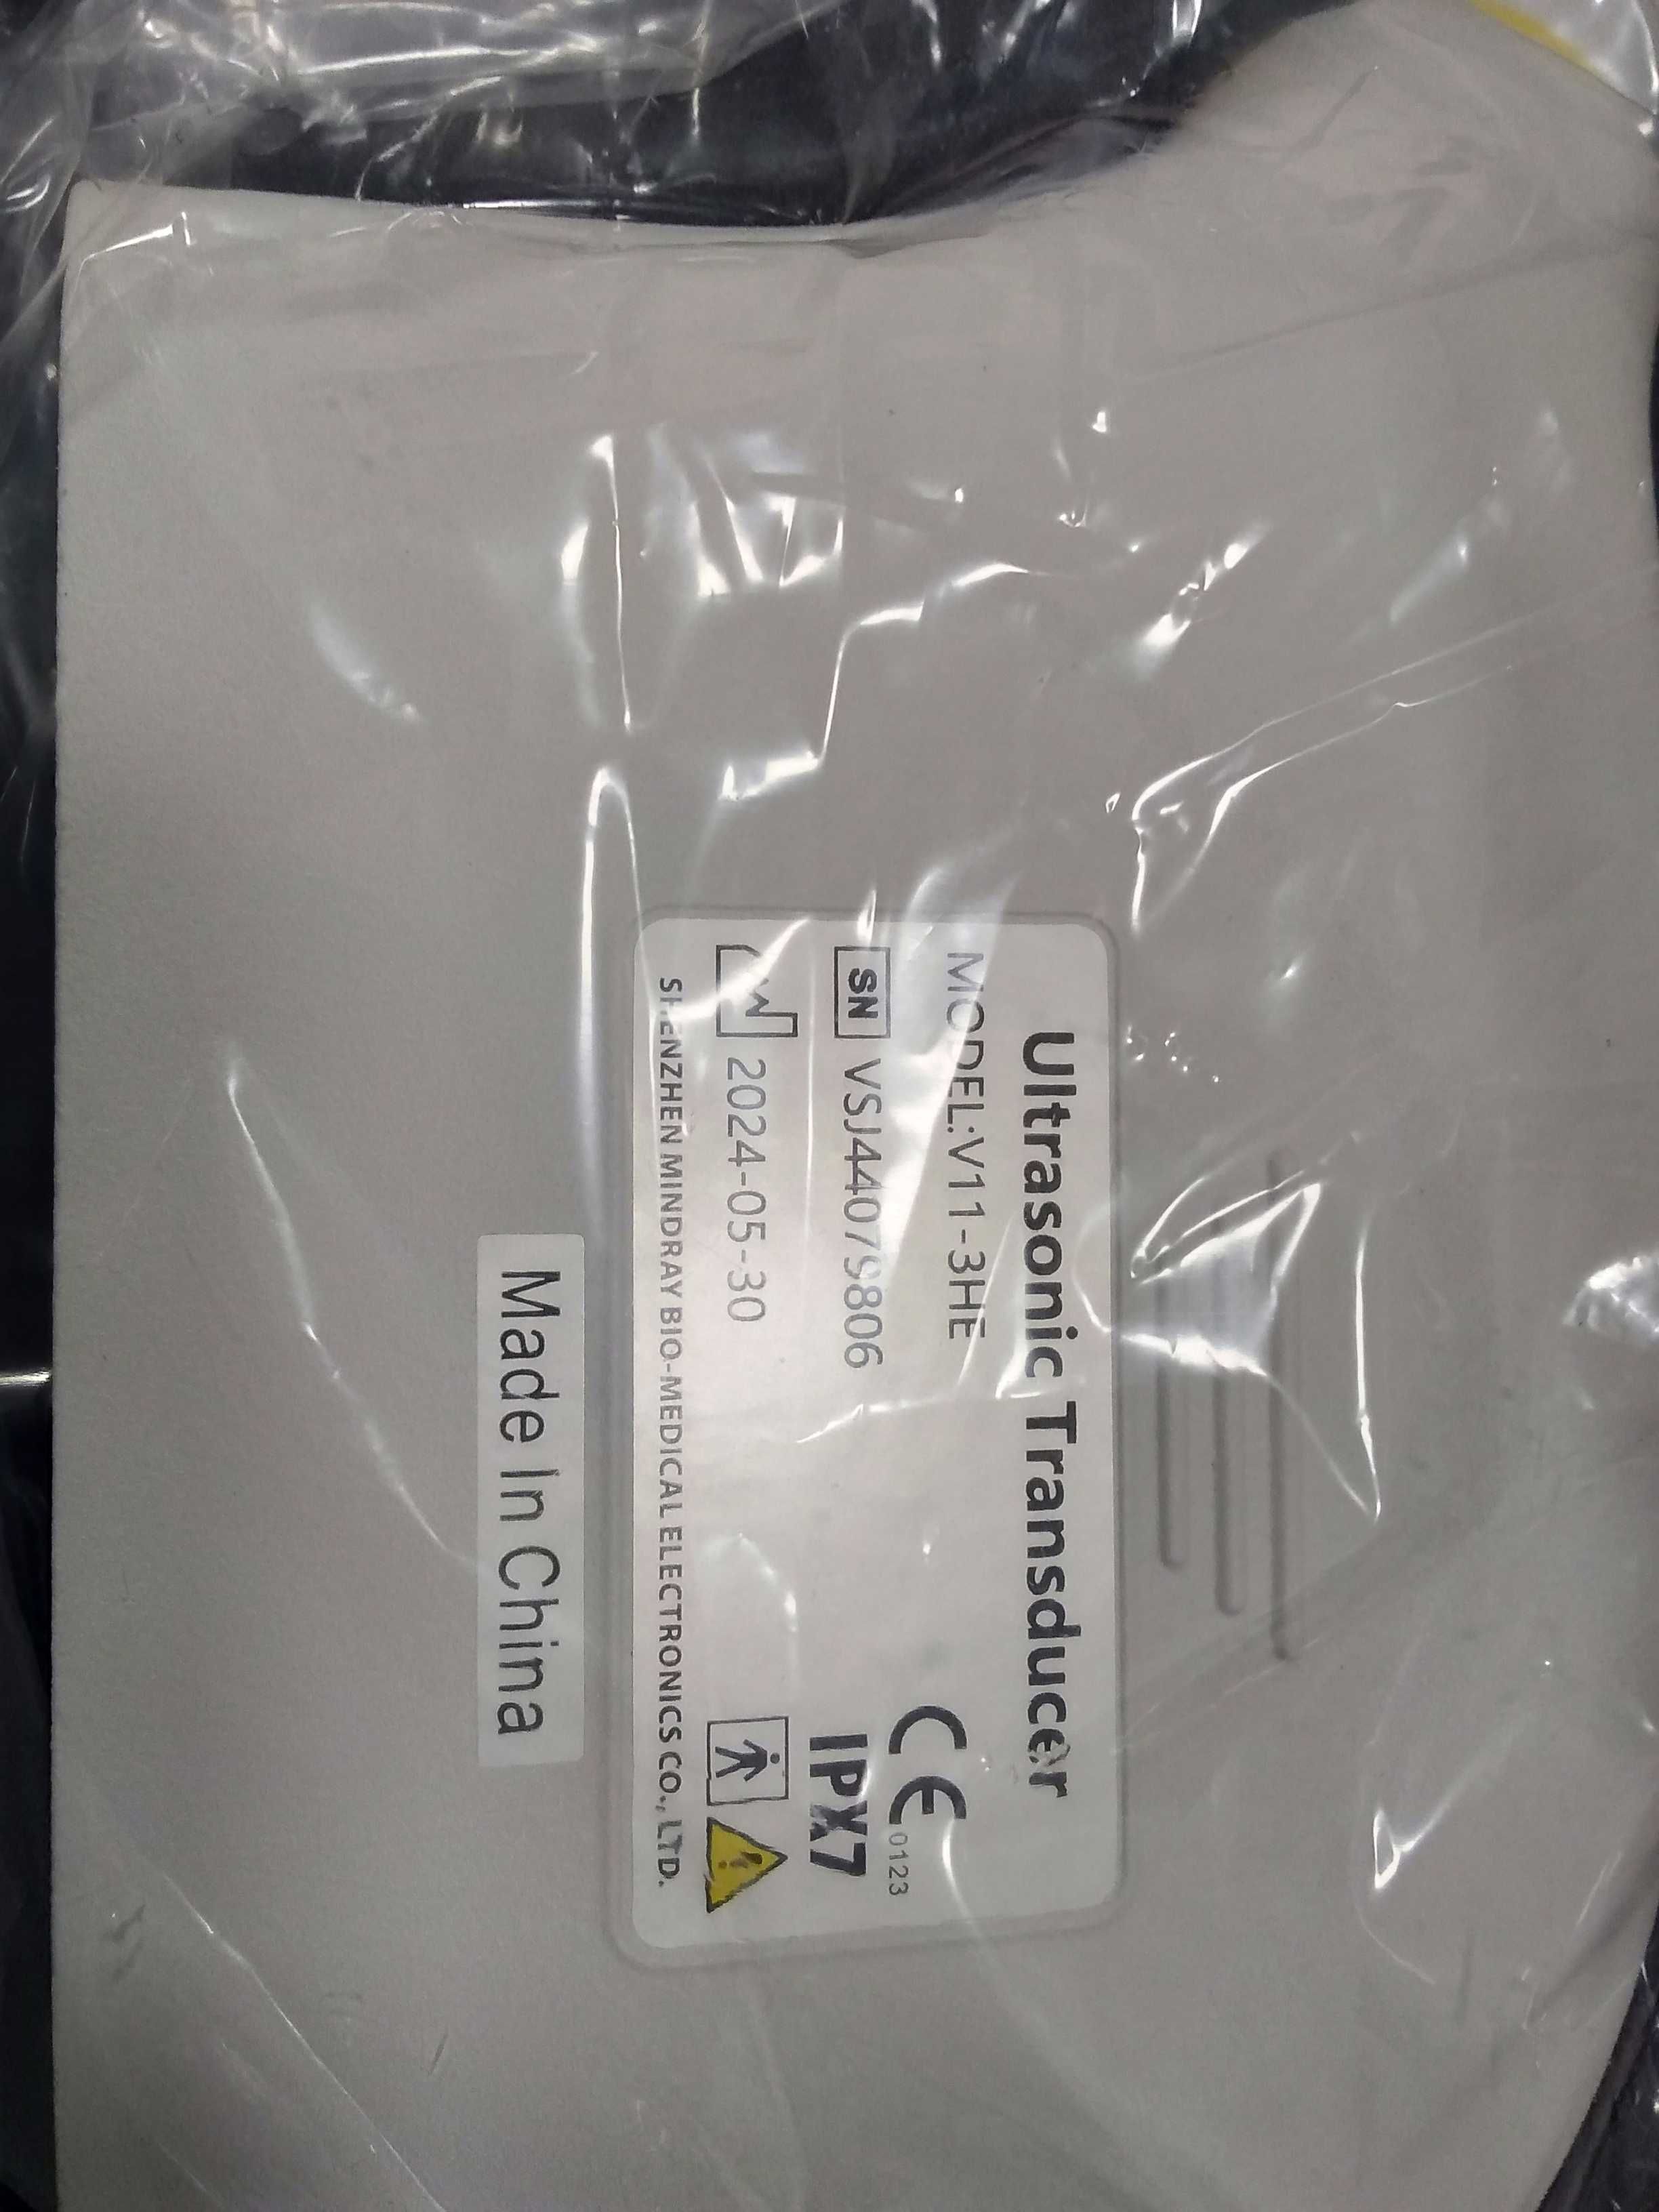 Ultrasonic Transducer
MODEL:V11-3HE
SN VSJ44079806
2024-05-30
CE 0123
IPX7
SHENZHEN MINDRAY BIO-MEDICAL ELECTRONICS CO., LTD.
Made In China